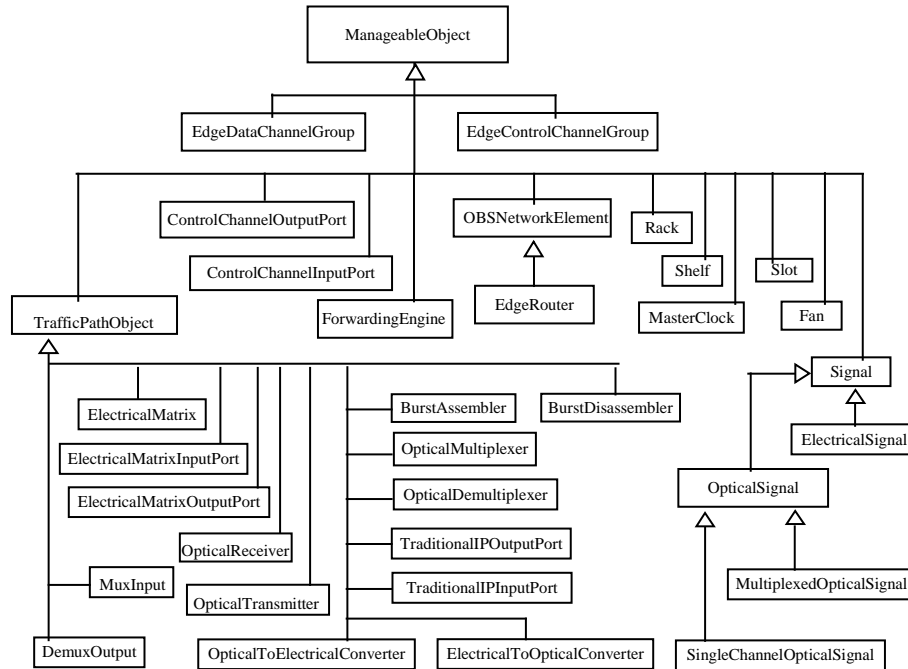 ManageableObject
EdgeDataChannelGroup
EdgeControlChannelGroup
ControlChannelOutputPort
OBSNetworkElement
Rack
ControlChannelInputPort
Shelf
Slot
TrafficPathObject
ForwardingEngine
EdgeRouter
MasterClock
Fan
Signal
ElectricalMatrix
BurstAssembler
BurstDisassembler
ElectricalMatrixInputPort
OpticalMultiplexer
ElectricalSignal
ElectricalMatrixOutputPort
OpticalDemultiplexer
OpticalSignal
OpticalReceiver
TraditionalIPOutputPort
MuxInput
OpticalTransmitter
TraditionalIPInputPort
MultiplexedOpticalSignal
DemuxOutput
OpticalToElectricalConverter
ElectricalToOpticalConverter
SingleChannelOpticalSignal